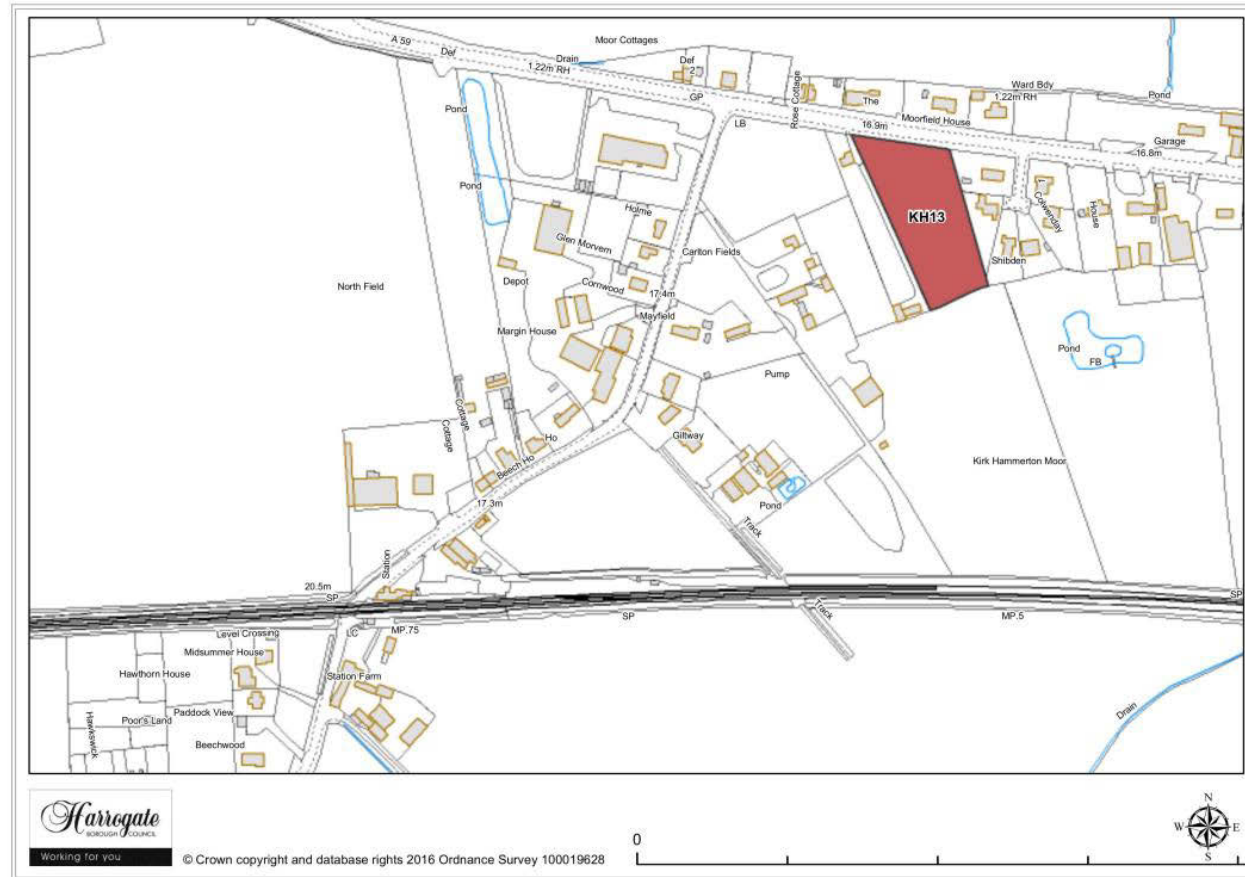 Moor Cottages
A 59
Def
Drain
1.22m RH
Def
2
GP
LB
Rose Cottage
The
Moorfield House
16.9m
Ward Bdy
1.22m RH
Pond
Garage
16.8m
Pond
Pond
KH13
Colwenday
1
House
Shibden
Holme
Glen Morvern
Carlton Fields
Cornwood
17.4m
Mayfield
Depot
Margin House
North Field
Pond
FB
Pump
Giltway
Kirk Hammerton Moor
Cottage
Cottage
Ho
Beech Ho
17.3m
Pond
Track
Station
20.5m
SP
SP
SP
MP.5
MP.75
LC
Level Crossing
Track
Midsummer House
Hawthorn House
Station Farm
Paddock View
Poor's Land
Hawkswick
Beechwood
Drain
Harrogate
BOROUGH COUNCIL
Working for you
© Crown copyright and database rights 2016 Ordnance Survey 100019628
0
N
W E
S